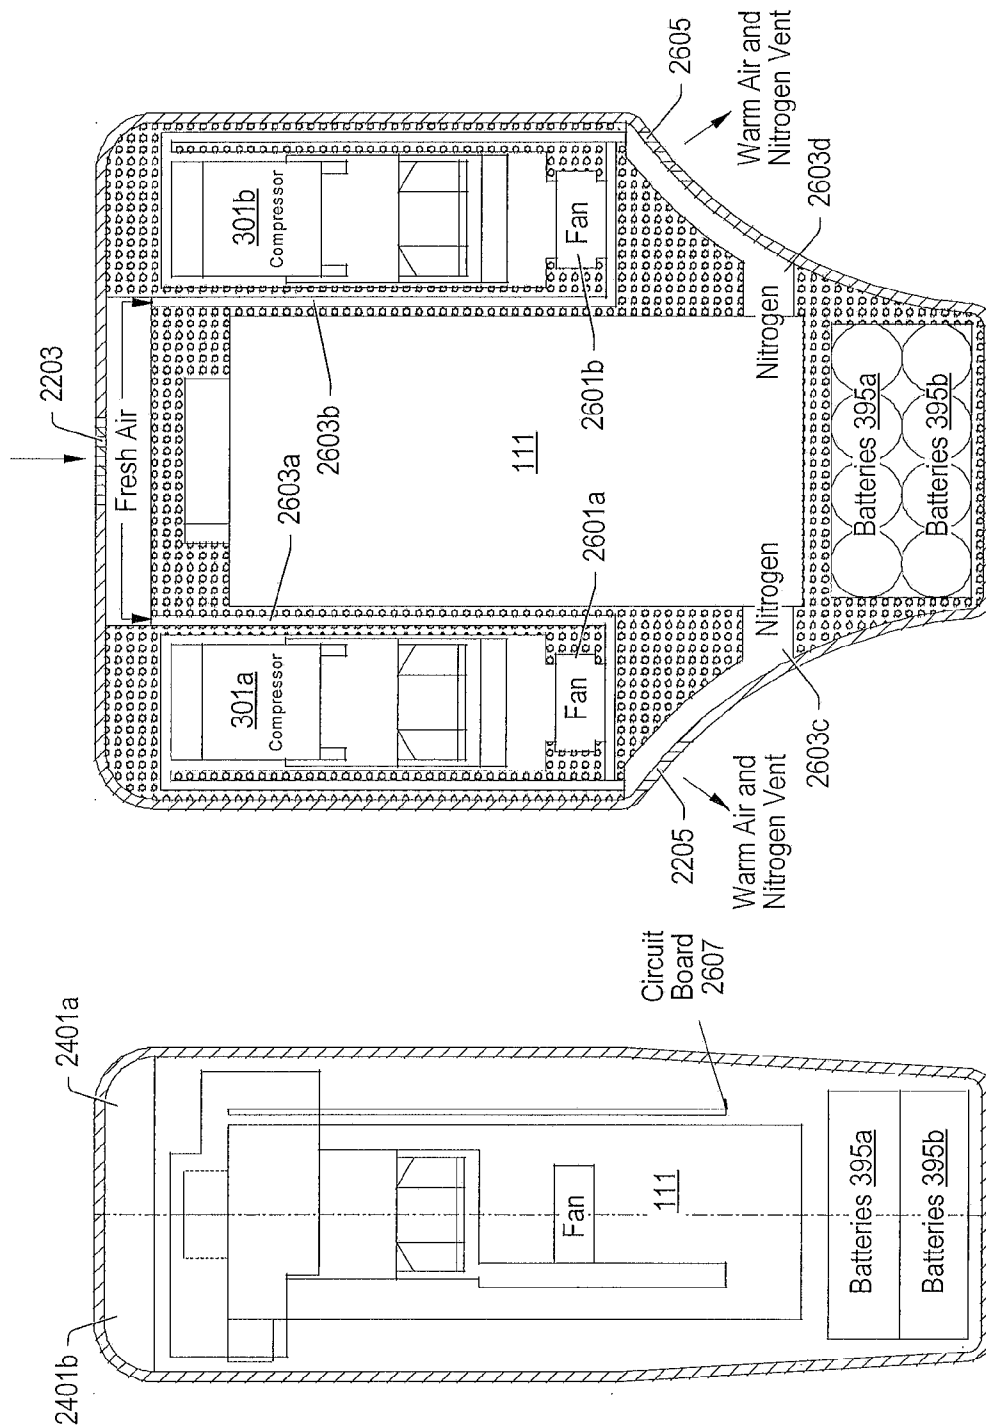 2203
Fresh Air
2603a
2603b
301a
Compressor
301b
Compressor
111
Fan
Fan
2601a
2601b
Nitrogen
Nitrogen
2603c
2603d
2205
2605
Warm Air and
Nitrogen Vent
Warm Air and
Nitrogen Vent
Batteries 395a
Batteries 395b
2401b
2401a
Circuit
Board
2607
Fan
111
Batteries 395a
Batteries 395b